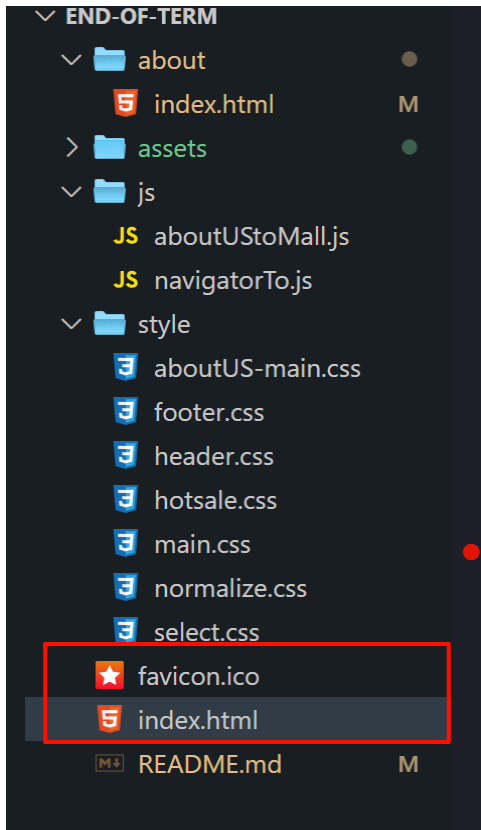 END-OF-TERM
about
index.html M
assets
js
JS aboutUStoMall.js
JS navigatorTo.js
style
aboutUS-main.css
footer.css
header.css
hotsale.css
main.css
normalize.css
select.css
favicon.ico
index.html
README.md M